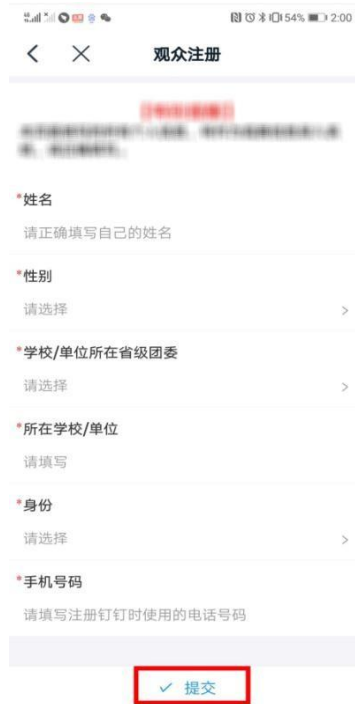 54% 2:00
观众注册
*姓名
请正确填写自己的姓名
*性别
请选择
*学校/单位所在省级团委
请选择
*所在学校/单位
请填写
*身份
请选择
*手机号码
请填写注册钉钉时使用的电话号码
提交